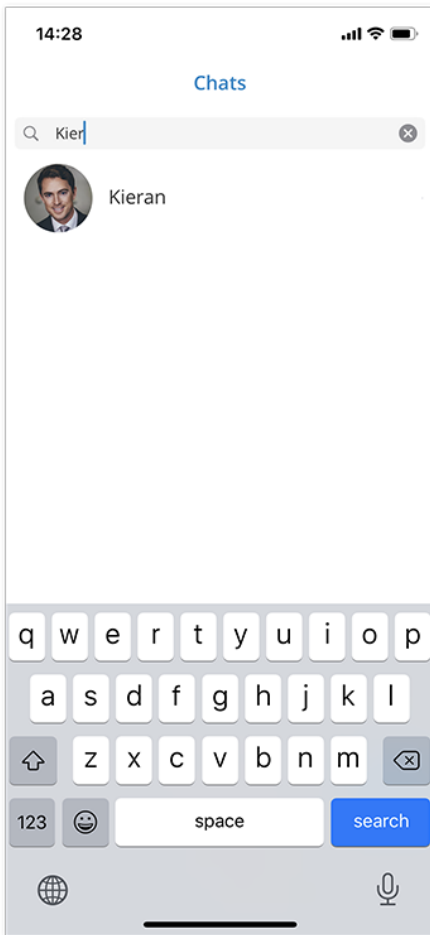 14:28
Chats
Kier
Kieran
q w e r t y u i o p
a s d f g h j k l
z x c v b n m
123 space search